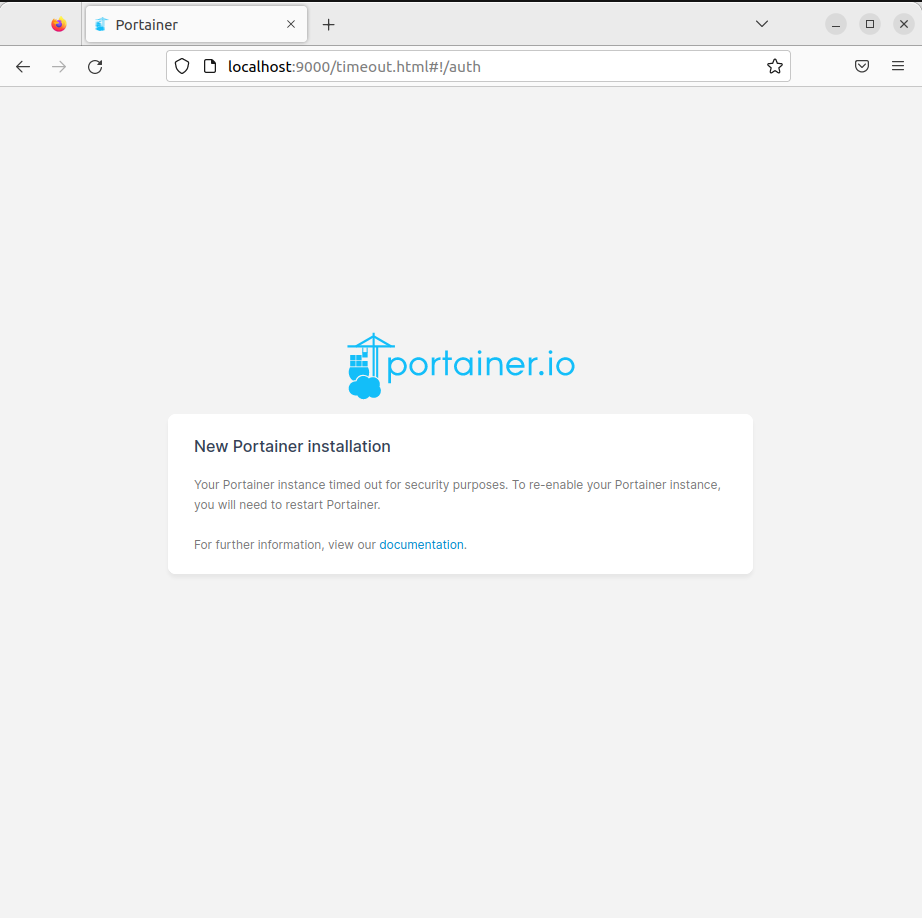 Portainer
localhost:9000/timeout.html#!/auth
portainer.io
New Portainer installation
Your Portainer instance timed out for security purposes. To re-enable your Portainer instance,
you will need to restart Portainer.
For further information, view our documentation.